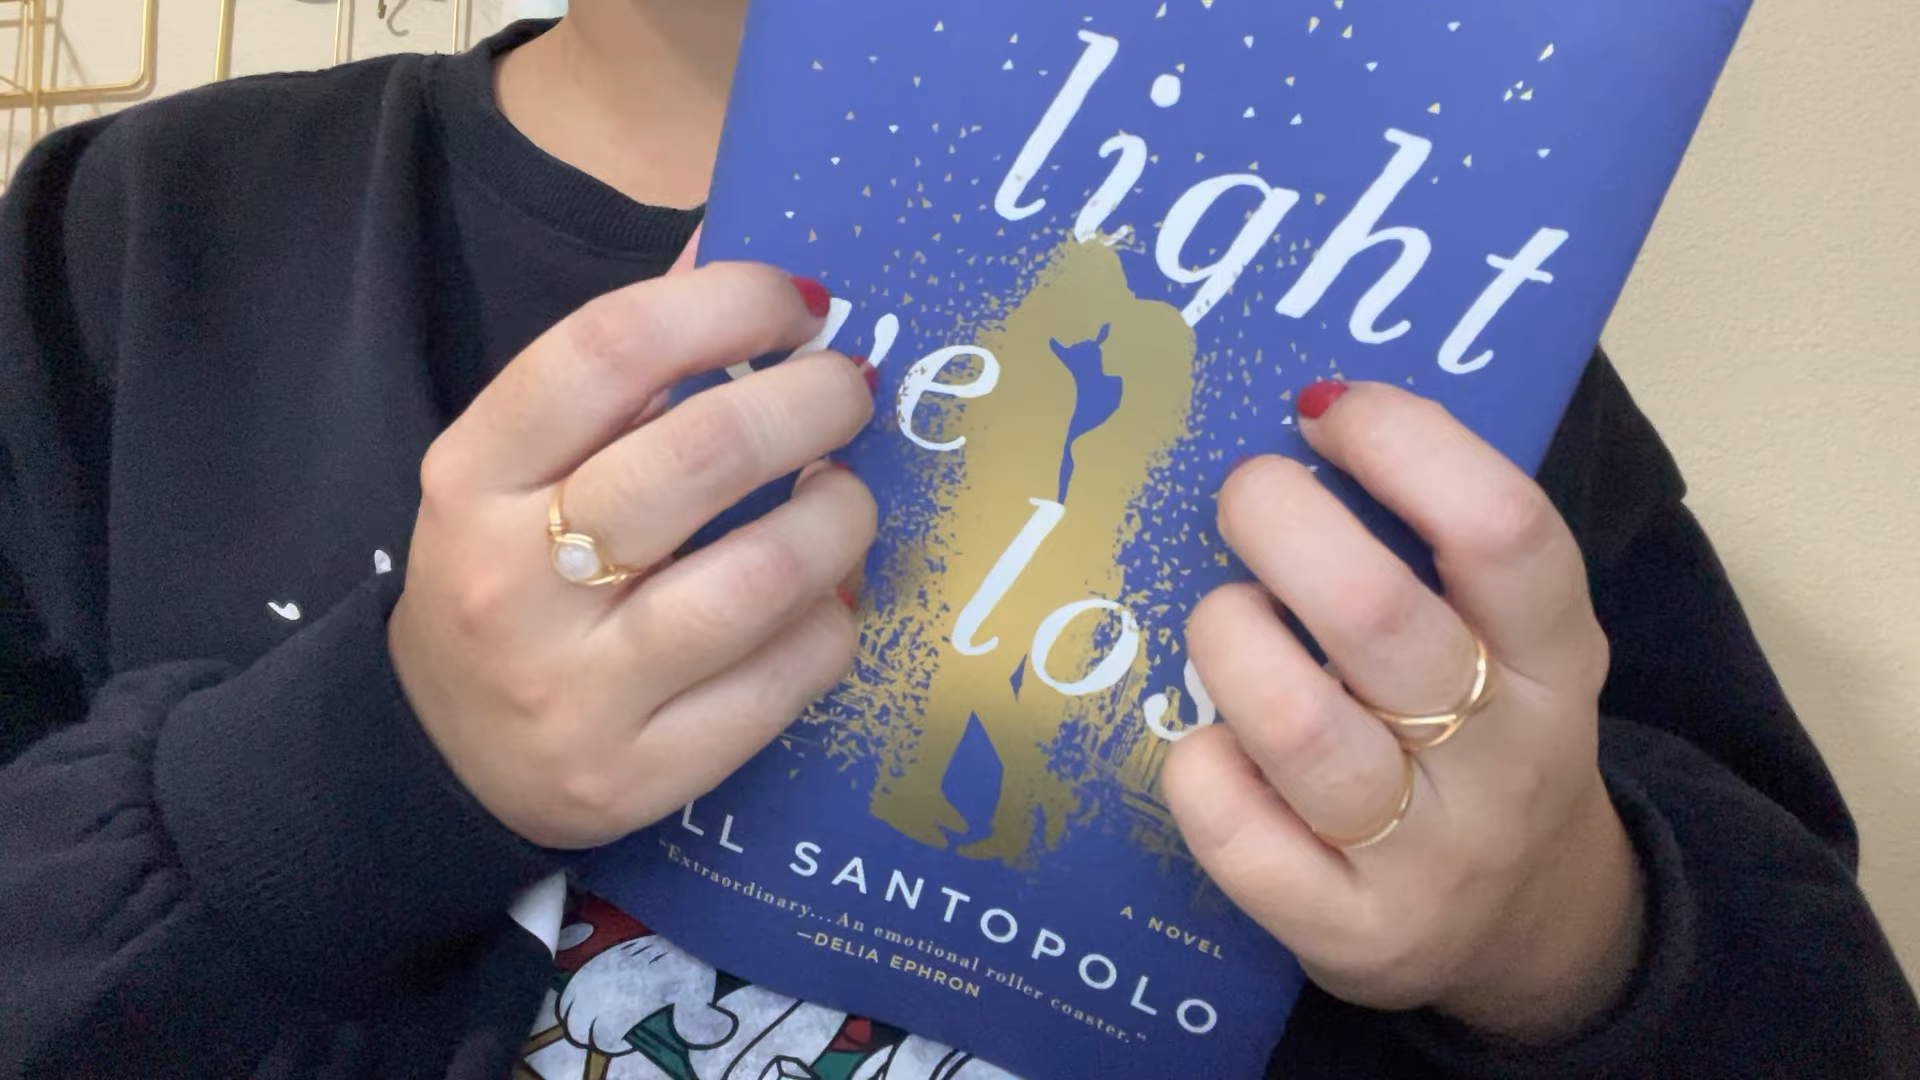 light
we
los
LL SANTOPOLO
A NOVEL
"Extraordinary...An emotional roller coaster."
—DELIA EPHRON